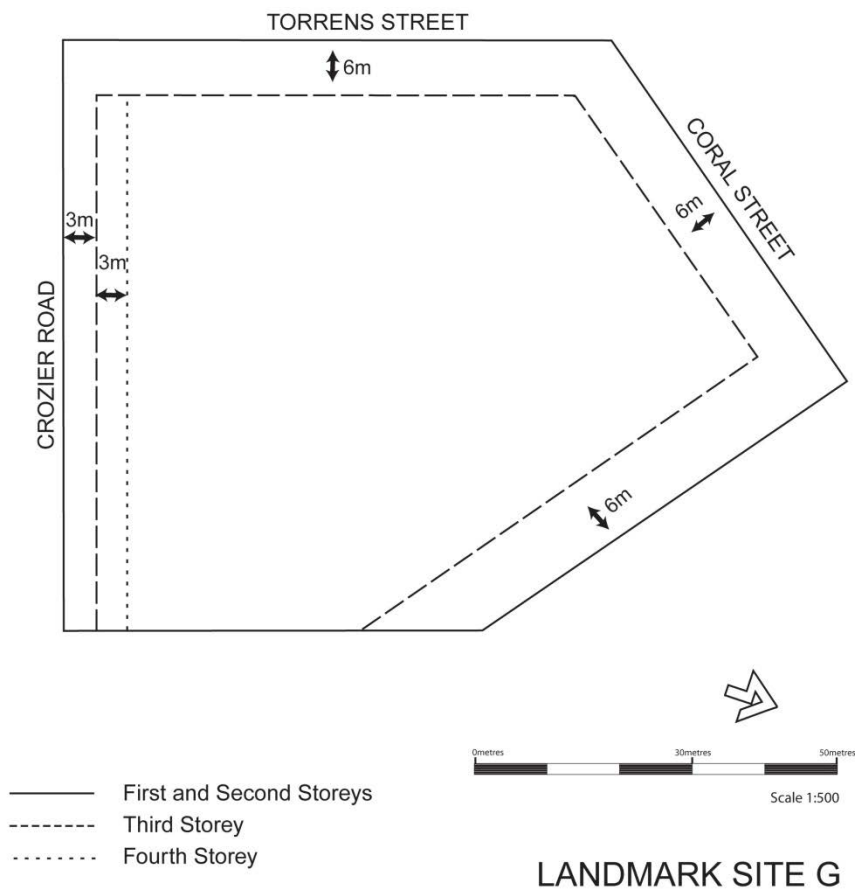 TORRENS STREET
6m
CORAL STREET
6m
3m
3m
CROZIER ROAD
6m
0metres 30metres 50metres
Scale 1:500
First and Second Storeys
Third Storey
Fourth Storey
LANDMARK SITE G